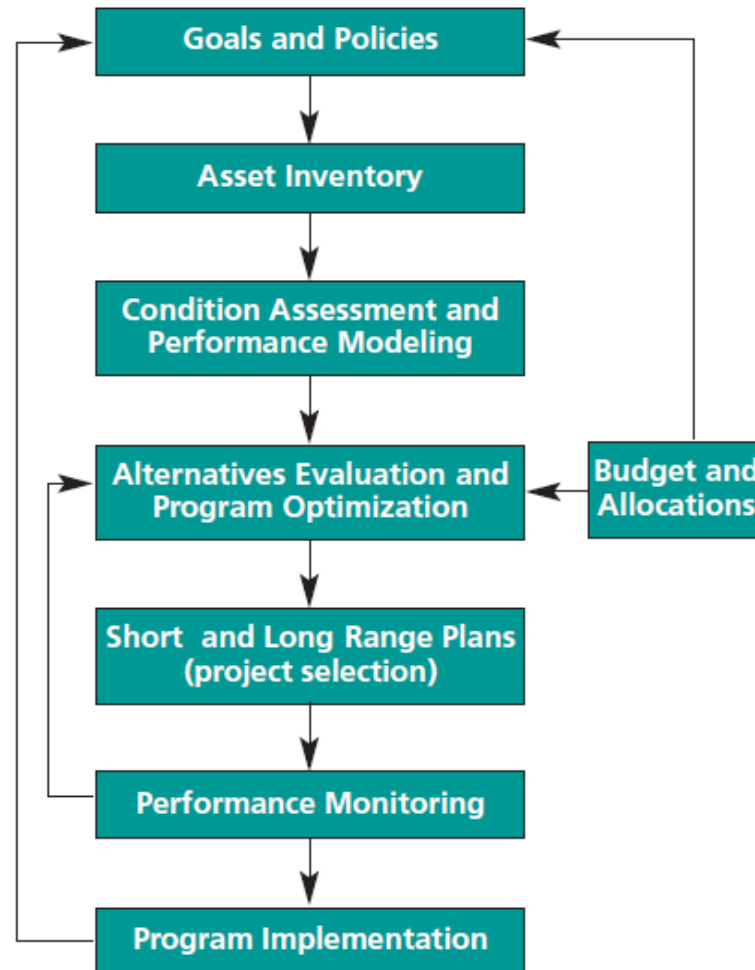 Goals and Policies
Asset Inventory
Condition Assessment and
Performance Modeling
Alternatives Evaluation and
Program Optimization
Budget and
Allocations
Short and Long Range Plans
(project selection)
Performance Monitoring
Program Implementation